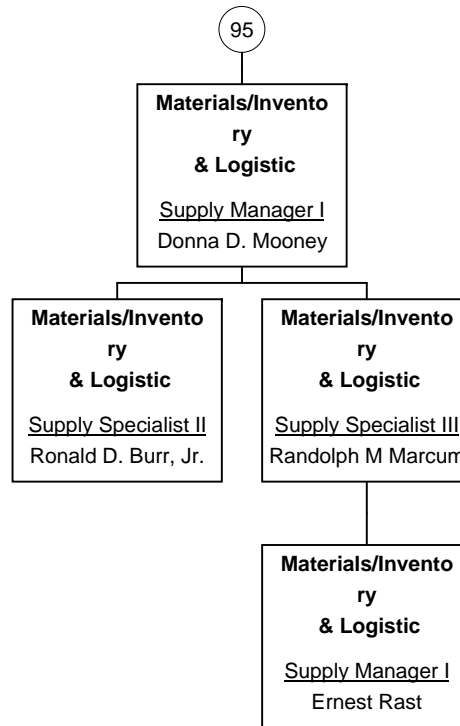 95
Materials/Invento
ry
& Logistic
Supply Manager I
Donna D. Mooney
Materials/Invento
ry
& Logistic
Supply Specialist II
Ronald D. Burr, Jr.
Materials/Invento
ry
& Logistic
Supply Specialist III
Randolph M Marcum
Materials/Invento
ry
& Logistic
Supply Manager I
Ernest Rast